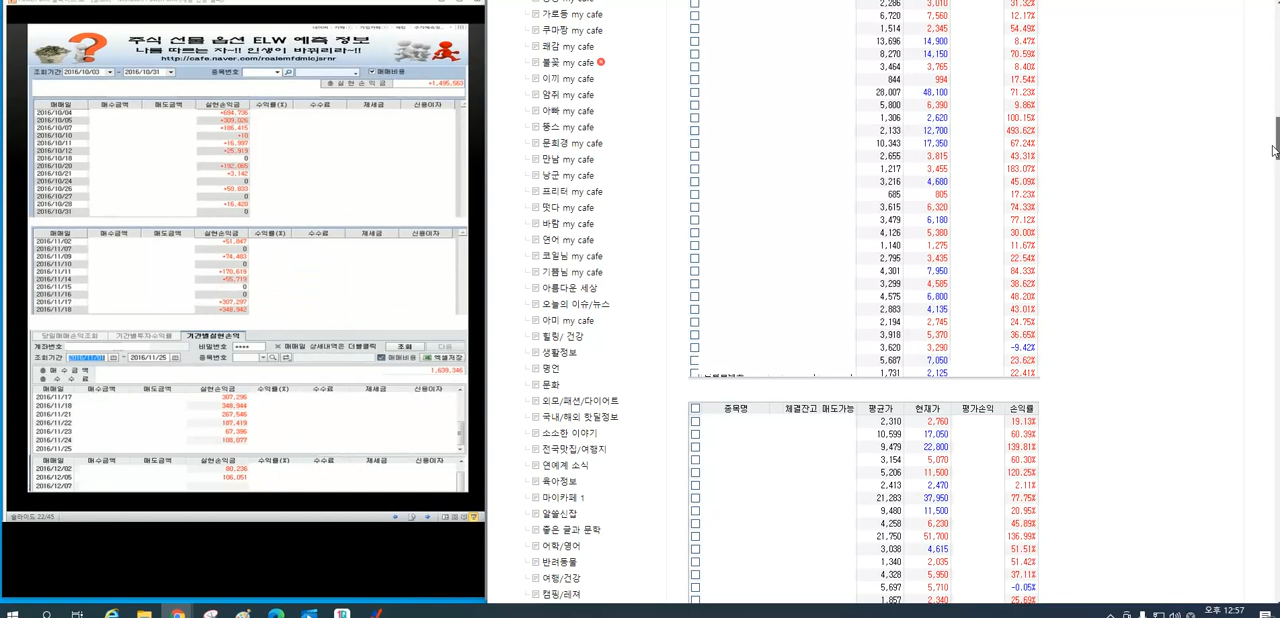 주식 선물 옵션 ELW 예측 정보
나를 따르는 자~!! 인생이 바뀌리라~!!
http://cafe.naver.com/roalemfdmicjsrnr
조회기간 2016/10/03 ~ 2016/10/31 종목번호 매매비용
총 실 현 손 익 금 +1,495,563
매매일 매수금액 매도금액 실현손익금 수익률(%) 수수료 제세금 신용이자
2016/10/04 +694,736
2016/10/05 +309,026
2016/10/07 +186,415
2016/10/10 +10
2016/10/11 +16,997
2016/10/12 +25,919
2016/10/18 0
2016/10/20 +192,066
2016/10/21 +3,142
2016/10/24 0
2016/10/26 +50,833
2016/10/27 0
2016/10/28 +16,420
2016/10/31 0
매매일 매수금액 매도금액 실현손익금 수익률(%) 수수료 제세금 신용이자
2016/11/02 +51,847
2016/11/07 0
2016/11/09 +74,483
2016/11/10 0
2016/11/11 +170,619
2016/11/14 +55,719
2016/11/15 0
2016/11/16 0
2016/11/17 +307,297
2016/11/18 +348,942
당일매매손익조회 기간별투자수익률 기간별실현손익
계좌번호 비밀번호 **** ※ 매매일 상세내역은 더블클릭 조회 다음
조회기간 2016/11/01 ~ 2016/11/25 종목번호 매매비용 엑셀저장
총 매 수 금 액 1,639,346
총 수 수 료
매매일 매수금액 매도금액 실현손익금 수익률(%) 수수료 제세금 신용이자
2016/11/17 307,296
2016/11/18 348,944
2016/11/21 267,546
2016/11/22 187,419
2016/11/23 67,396
2016/11/24 108,077
2016/11/25
매매일 매수금액 매도금액 실현손익금 수익률(%) 수수료 제세금 신용이자
2016/12/02 80,236
2016/12/05 106,051
2016/12/07
슬라이드 22/45
가로등 my cafe
쿠마짱 my cafe
쾌감 my cafe
불꽃 my cafe
이끼 my cafe
얌쥐 my cafe
아빠 my cafe
뚱스 my cafe
문희경 my cafe
만남 my cafe
낭군 my cafe
프리터 my cafe
떳다 my cafe
바람 my cafe
연어 my cafe
코일님 my cafe
기쁨님 my cafe
아름다운 세상
오늘의 이슈/뉴스
아미 my cafe
힐링/ 건강
생활정보
명언
문화
외모/패션/다이어트
국내/해외 핫딜정보
소소한 이야기
전국맛집/여행지
연예계 소식
육아정보
마이카페 1
알쓸신잡
좋은 글과 문학
어학/영어
반려동물
여행/건강
캠핑/레져
2,286 3,010 31.32%
6,720 7,560 12.17%
1,514 2,345 54.49%
13,696 14,900 8.47%
8,270 14,150 70.59%
3,464 3,765 8.40%
844 994 17.54%
28,007 48,100 71.23%
5,800 6,390 9.86%
1,306 2,620 100.15%
2,133 12,700 493.62%
10,343 17,350 67.24%
2,655 3,815 43.31%
1,217 3,455 183.07%
3,216 4,680 45.09%
685 805 17.23%
3,615 6,320 74.33%
3,479 6,180 77.12%
4,129 5,380 30.00%
1,140 1,275 11.67%
2,795 3,435 22.54%
4,301 7,950 84.33%
3,299 4,585 38.62%
4,575 6,800 48.20%
2,883 4,135 43.01%
2,194 2,745 24.75%
3,918 5,370 36.65%
3,620 3,290 -9.42%
5,687 7,050 23.62%
1,731 2,125 22.41%
종목명 체결잔고 매도가능 평균가 현재가 평가손익 손익률
2,310 2,760 19.13%
10,599 17,050 60.39%
9,479 22,800 139.81%
3,155 5,070 60.30%
5,206 11,500 120.25%
2,413 2,470 2.11%
21,283 37,950 77.75%
9,483 11,500 20.95%
4,256 6,230 45.89%
21,750 51,700 136.99%
3,038 4,615 51.51%
1,340 2,035 51.42%
4,328 5,950 37.11%
5,697 5,710 -0.05%
1,857 2,340 25.69%
오후 12:57